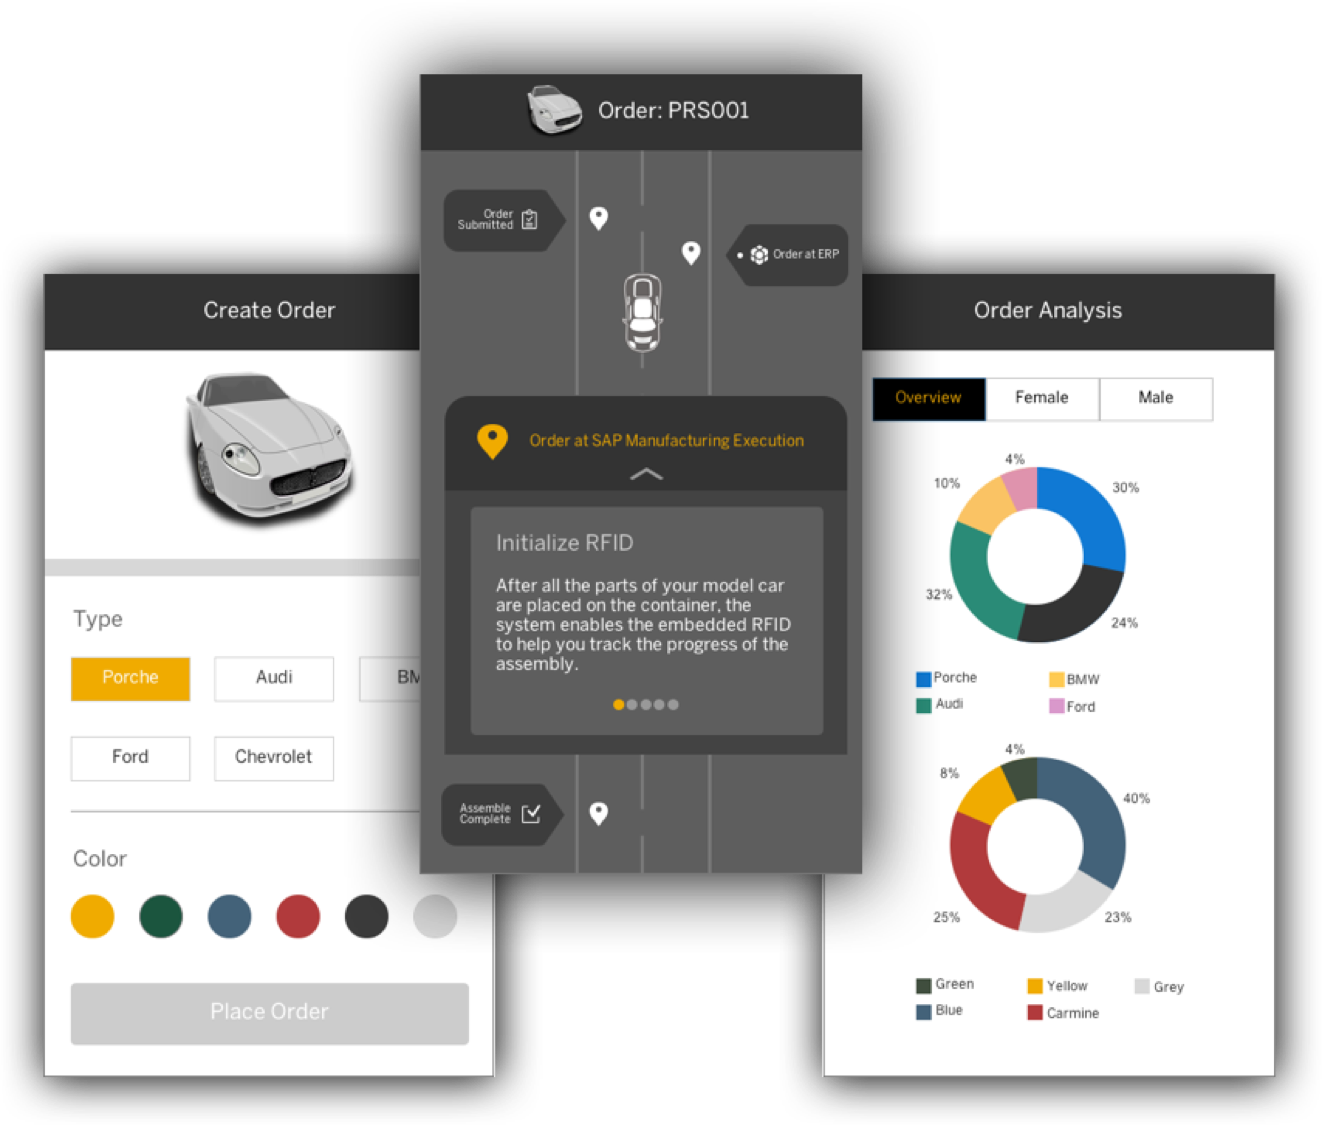 Create Order
Type
Porche
Audi
BM
Ford
Chevrolet
Color
Place Order
Order: PRS001
Order
Submitted
Order at ERP
Order at SAP Manufacturing Execution
Initialize RFID
After all the parts of your model car
are placed on the container, the
system enables the embedded RFID
to help you track the progress of the
assembly.
Assemble
Complete
Order Analysis
Overview
Female
Male
4%
10%
30%
32%
24%
Porche
BMW
Audi
Ford
4%
8%
40%
25%
23%
Green
Yellow
Grey
Blue
Carmine